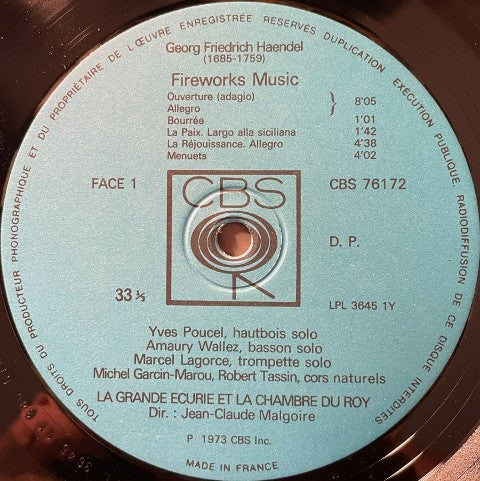 TOUS DROITS DU PRODUCTEUR PHONOGRAPHIQUE ET DU PROPRIÉTAIRE DE L'ŒUVRE ENREGISTREE RESERVÉS DUPLICATION EXECUTION PUBLIQUE, RADIODIFFUSION DE CE DISQUE INTERDITES
Georg Friedrich Haendel
(1685-1759)
Fireworks Music
Ouverture (adagio)
Allegro } 8'05
Bourrée 1'01
La Paix. Largo alla siciliana 1'42
La Réjouissance. Allegro 4'38
Menuets 4'02
FACE 1 CBS CBS 76172
D. P.
33⅓ LPL 3645 1Y
Yves Poucel, hautbois solo
Amaury Wallez, basson solo
Marcel Lagorce, trompette solo
Michel Garcin-Marou, Robert Tassin, cors naturels
LA GRANDE ECURIE ET LA CHAMBRE DU ROY
Dir. : Jean-Claude Malgoire
P 1973 CBS Inc.
MADE IN FRANCE